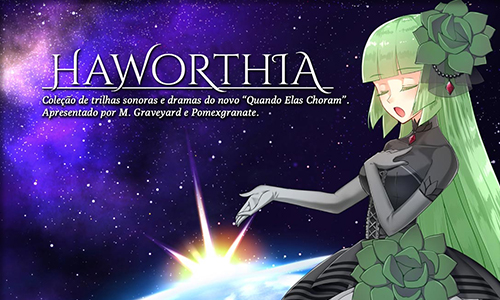 HAWORTHIA
Coleção de trilhas sonoras e dramas do novo “Quando Elas Choram”.
Apresentado por M. Graveyard e Pomexgranate.